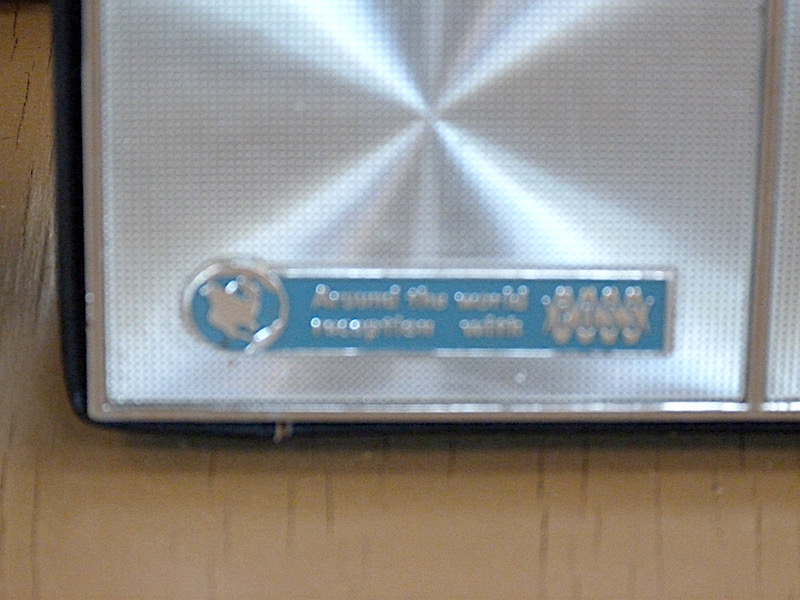 Around the world
reception with